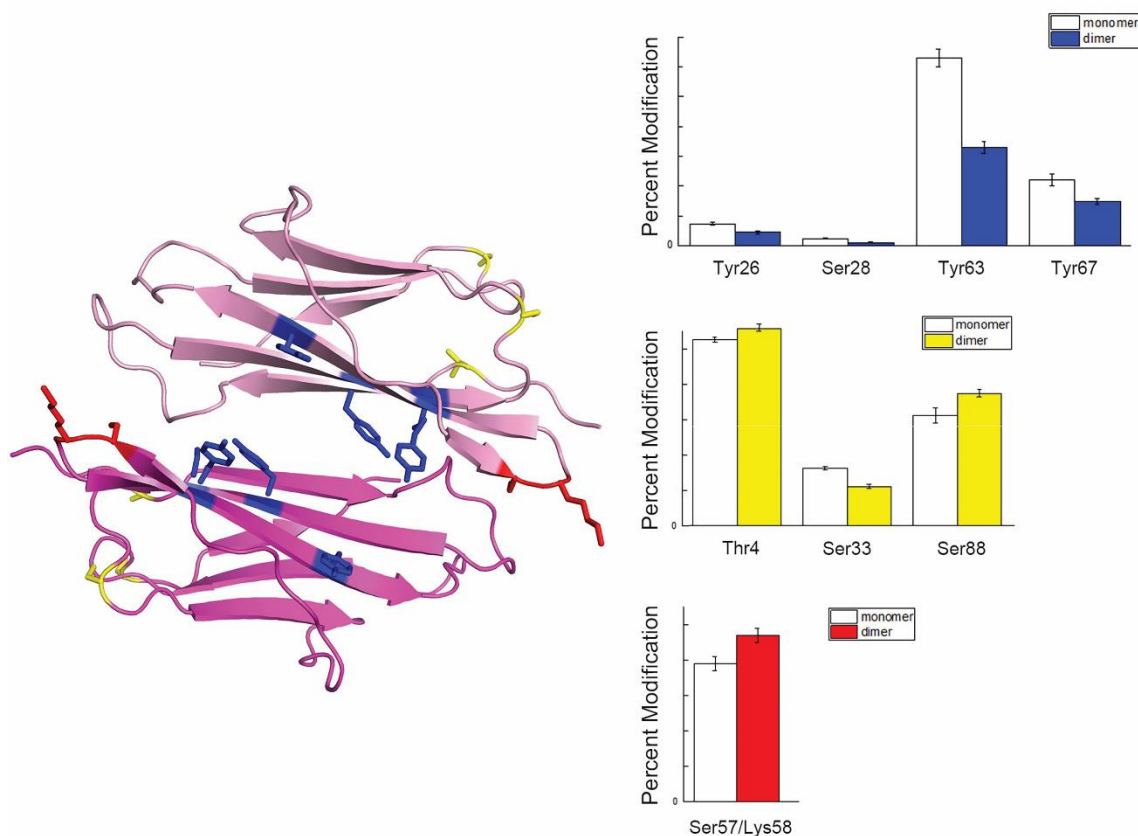 monomer
dimer
Percent Modification
0
Tyr26 Ser28 Tyr63 Tyr67
monomer
dimer
Percent Modification
0
Thr4 Ser33 Ser88
monomer
dimer
Percent Modification
0
Ser57/Lys58